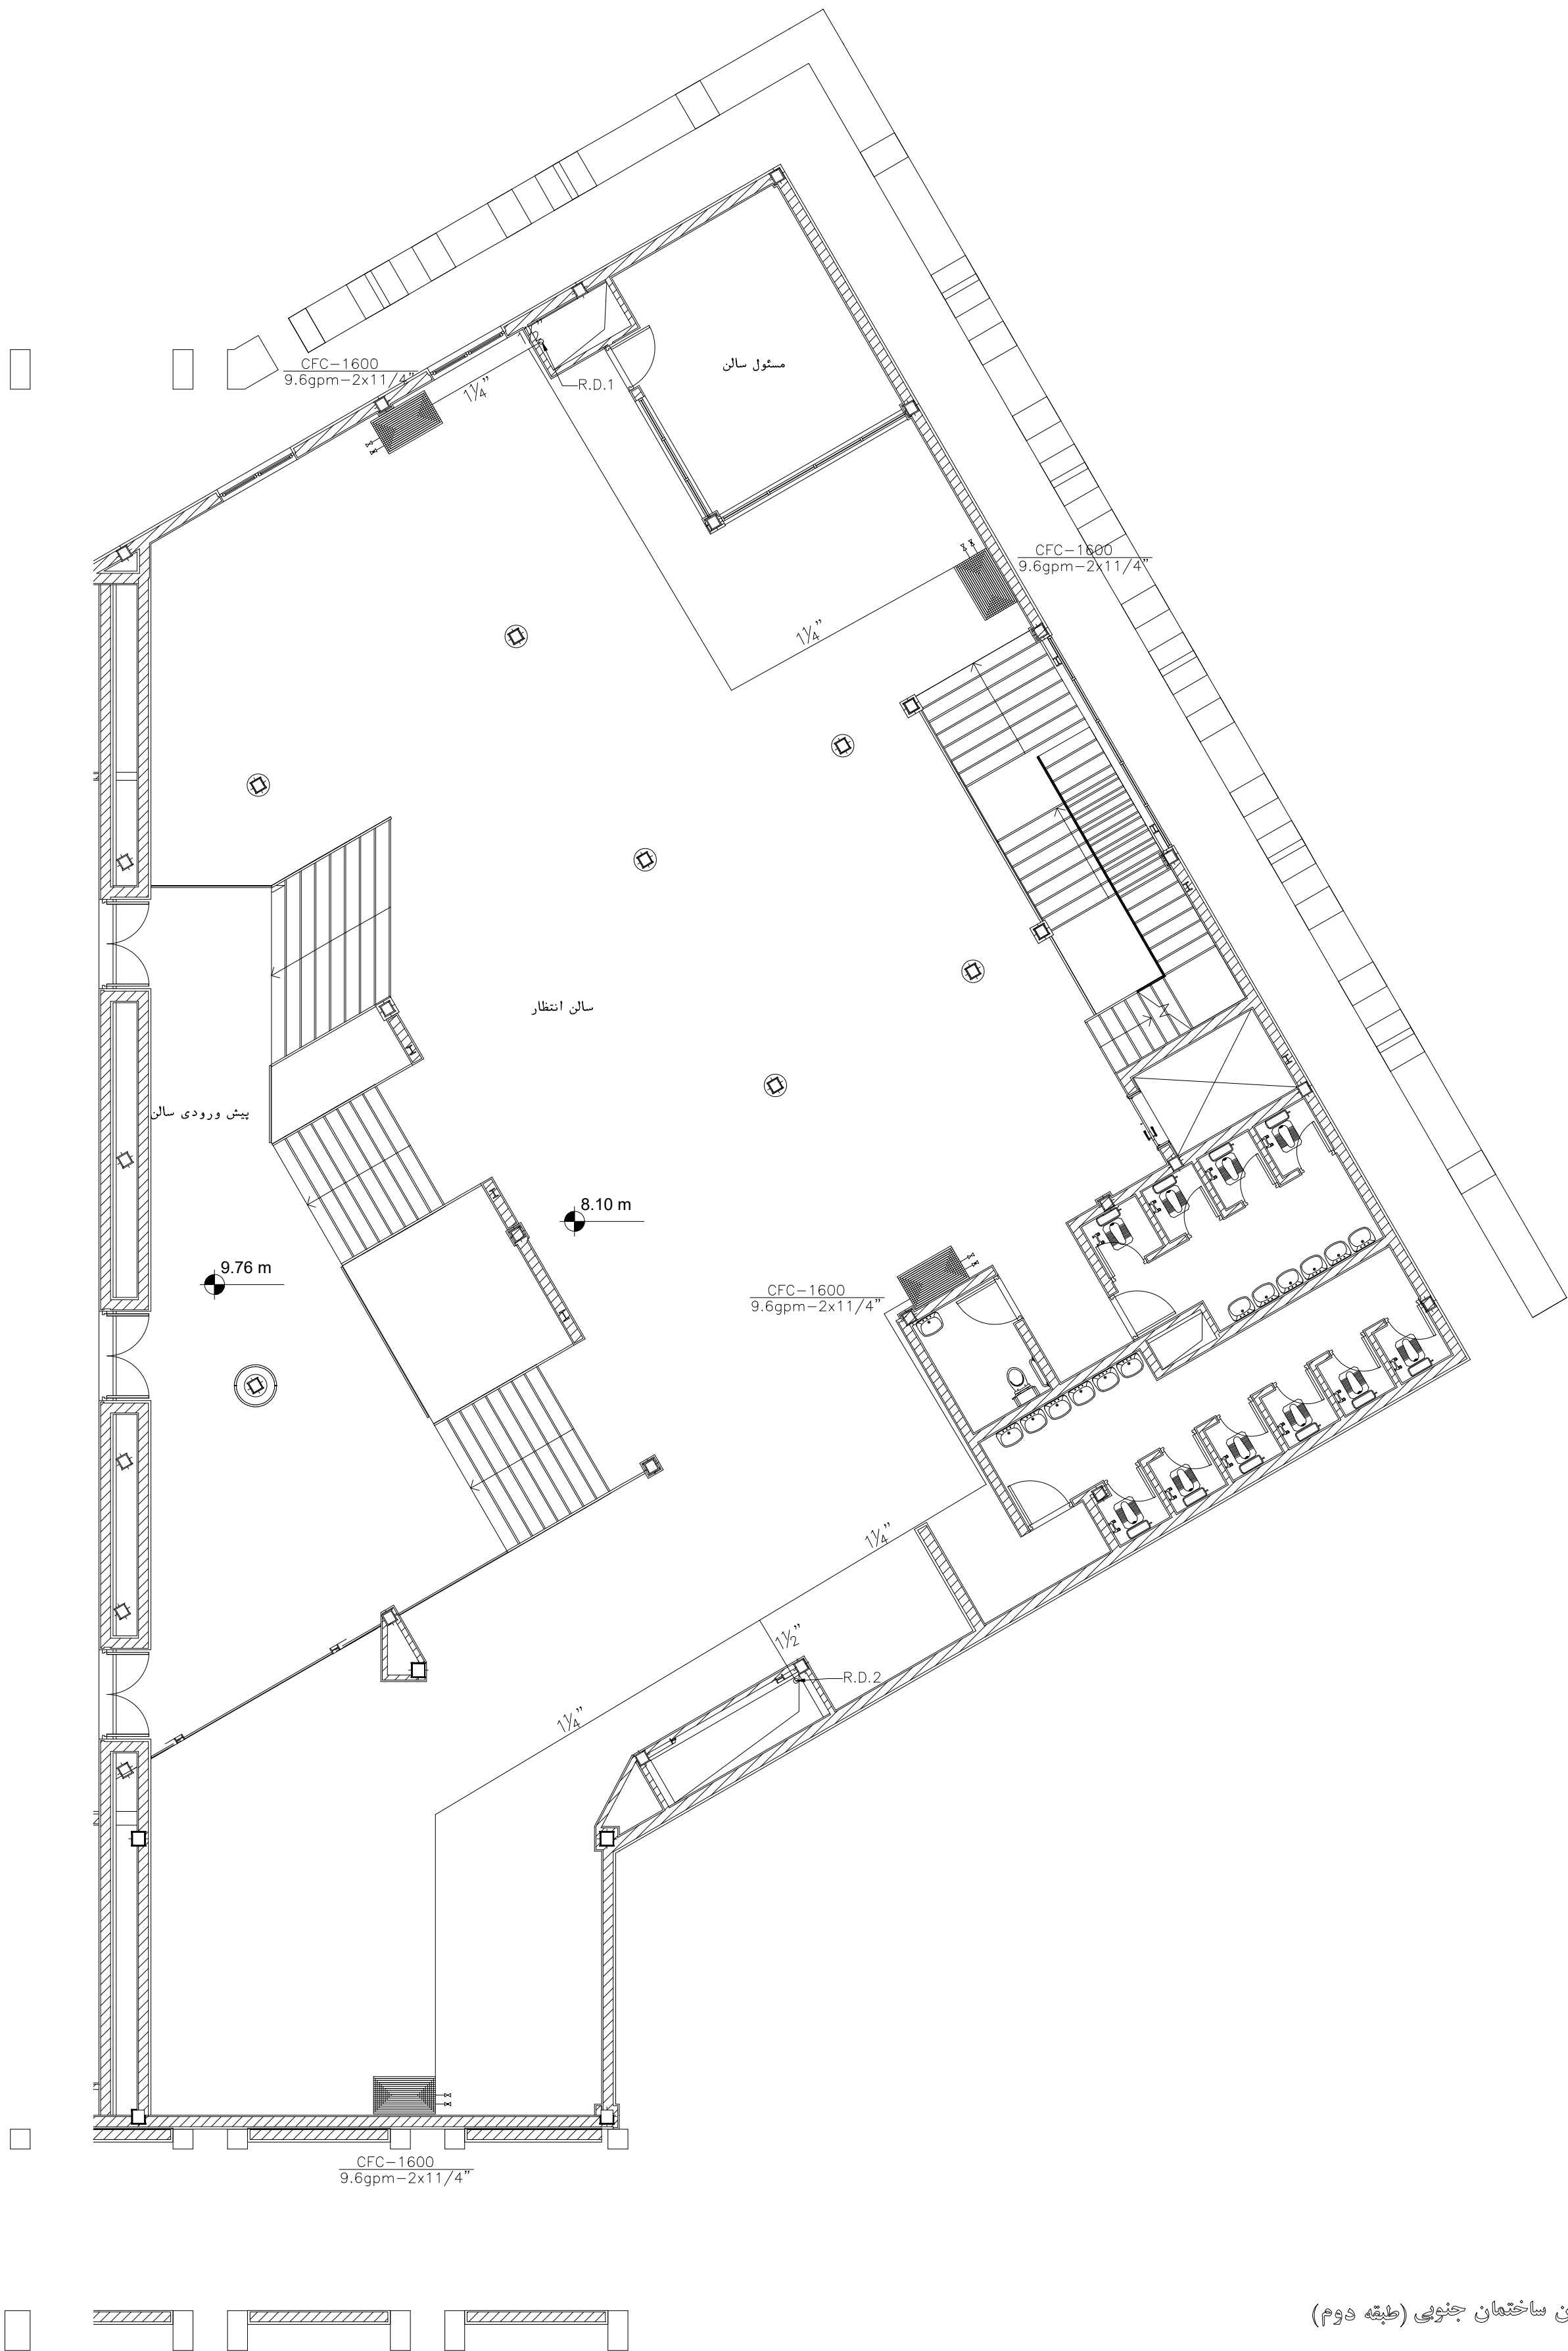 CFC-1600
9.6gpm-2x11/4"
1¼"
R.D.1
مسئول سالن
CFC-1600
9.6gpm-2x11/4"
1¼"
سالن انتظار
پیش ورودی سالن
8.10 m
9.76 m
CFC-1600
9.6gpm-2x11/4"
1¼"
1½"
R.D.2
1¼"
CFC-1600
9.6gpm-2x11/4"
ساختمان جنوبی (طبقه دوم)